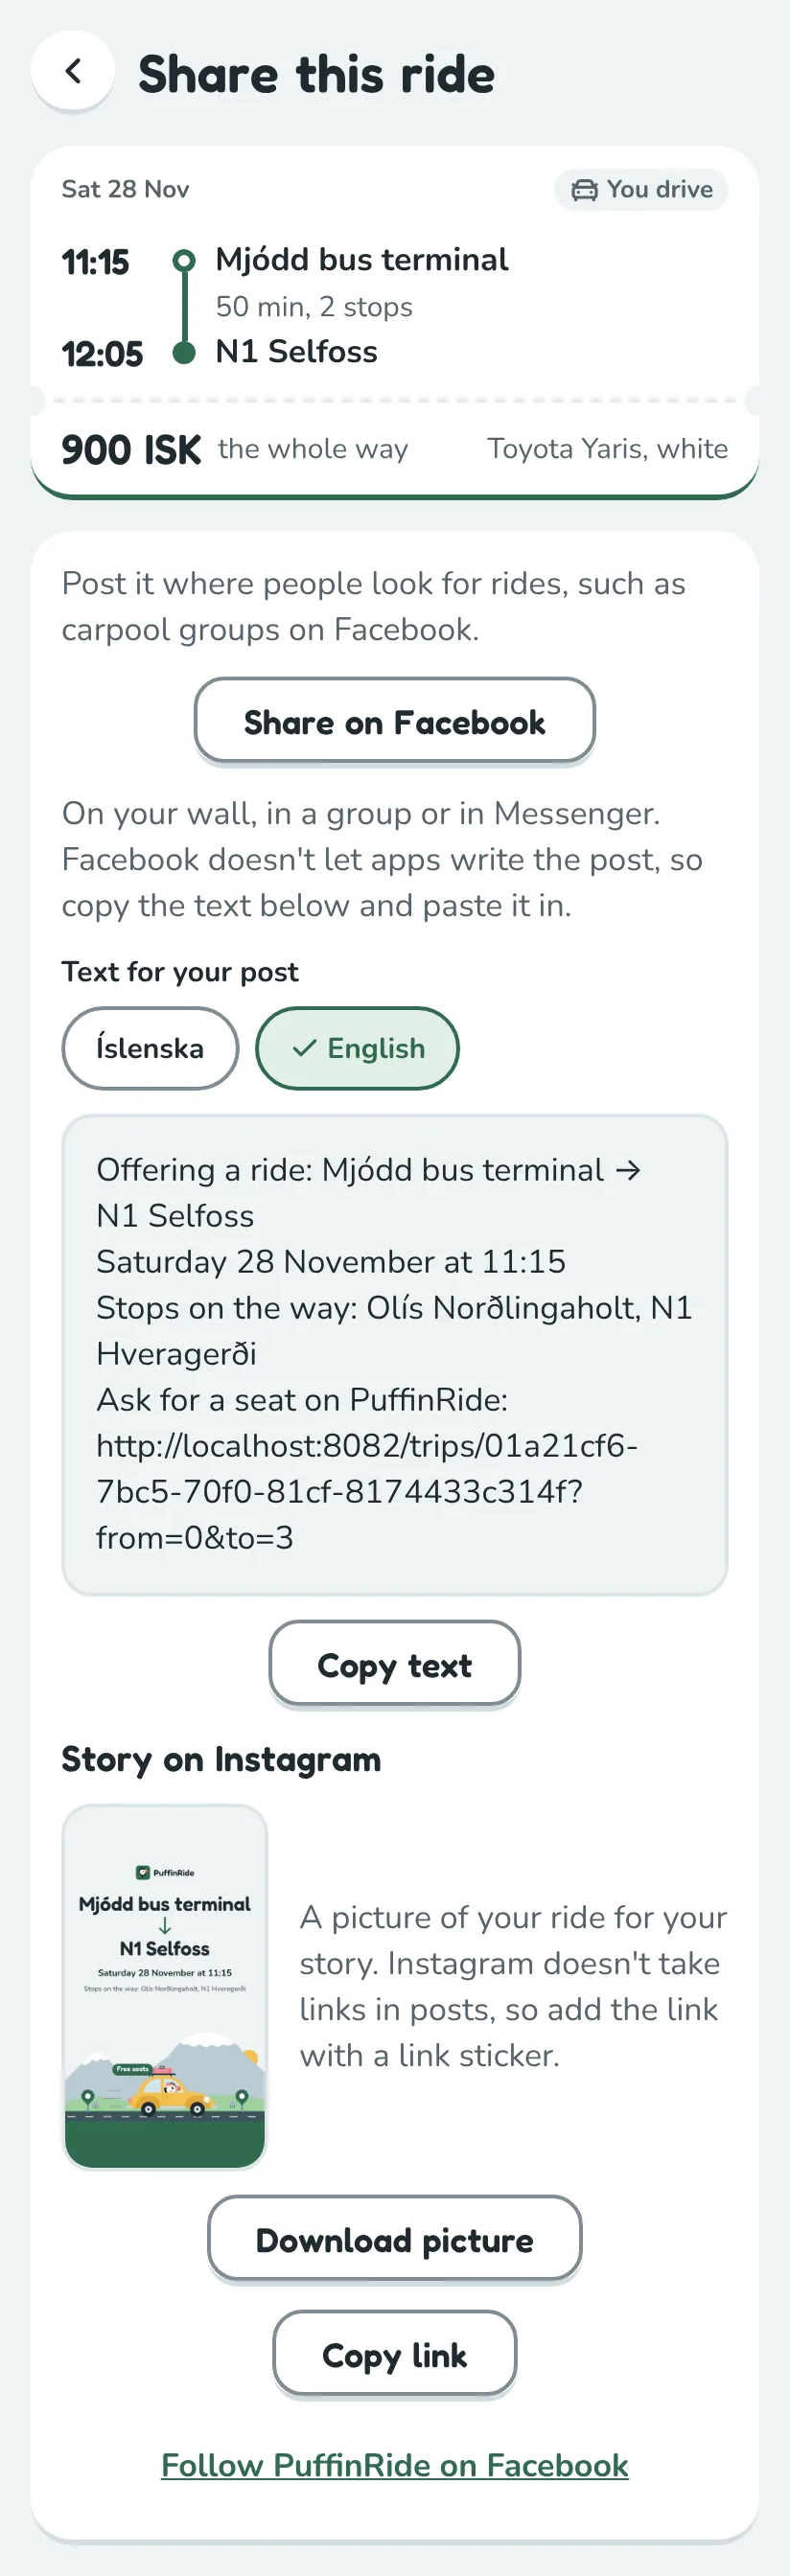 Share this ride
Sat 28 Nov
You drive
11:15 Mjódd bus terminal
50 min, 2 stops
12:05 N1 Selfoss
900 ISK the whole way
Toyota Yaris, white
Post it where people look for rides, such as
carpool groups on Facebook.
Share on Facebook
On your wall, in a group or in Messenger.
Facebook doesn't let apps write the post, so
copy the text below and paste it in.
Text for your post
Íslenska
English
Offering a ride: Mjódd bus terminal →
N1 Selfoss
Saturday 28 November at 11:15
Stops on the way: Olís Norðlingaholt, N1
Hveragerði
Ask for a seat on PuffinRide:
http://localhost:8082/trips/01a21cf6-
7bc5-70f0-81cf-8174433c314f?
from=0&to=3
Copy text
Story on Instagram
PuffinRide
Mjódd bus terminal
↓
N1 Selfoss
Saturday 28 November at 11:15
Stops on the way: Olís Norðlingaholt, N1 Hveragerði
Free seats
A picture of your ride for your
story. Instagram doesn't take
links in posts, so add the link
with a link sticker.
Download picture
Copy link
Follow PuffinRide on Facebook